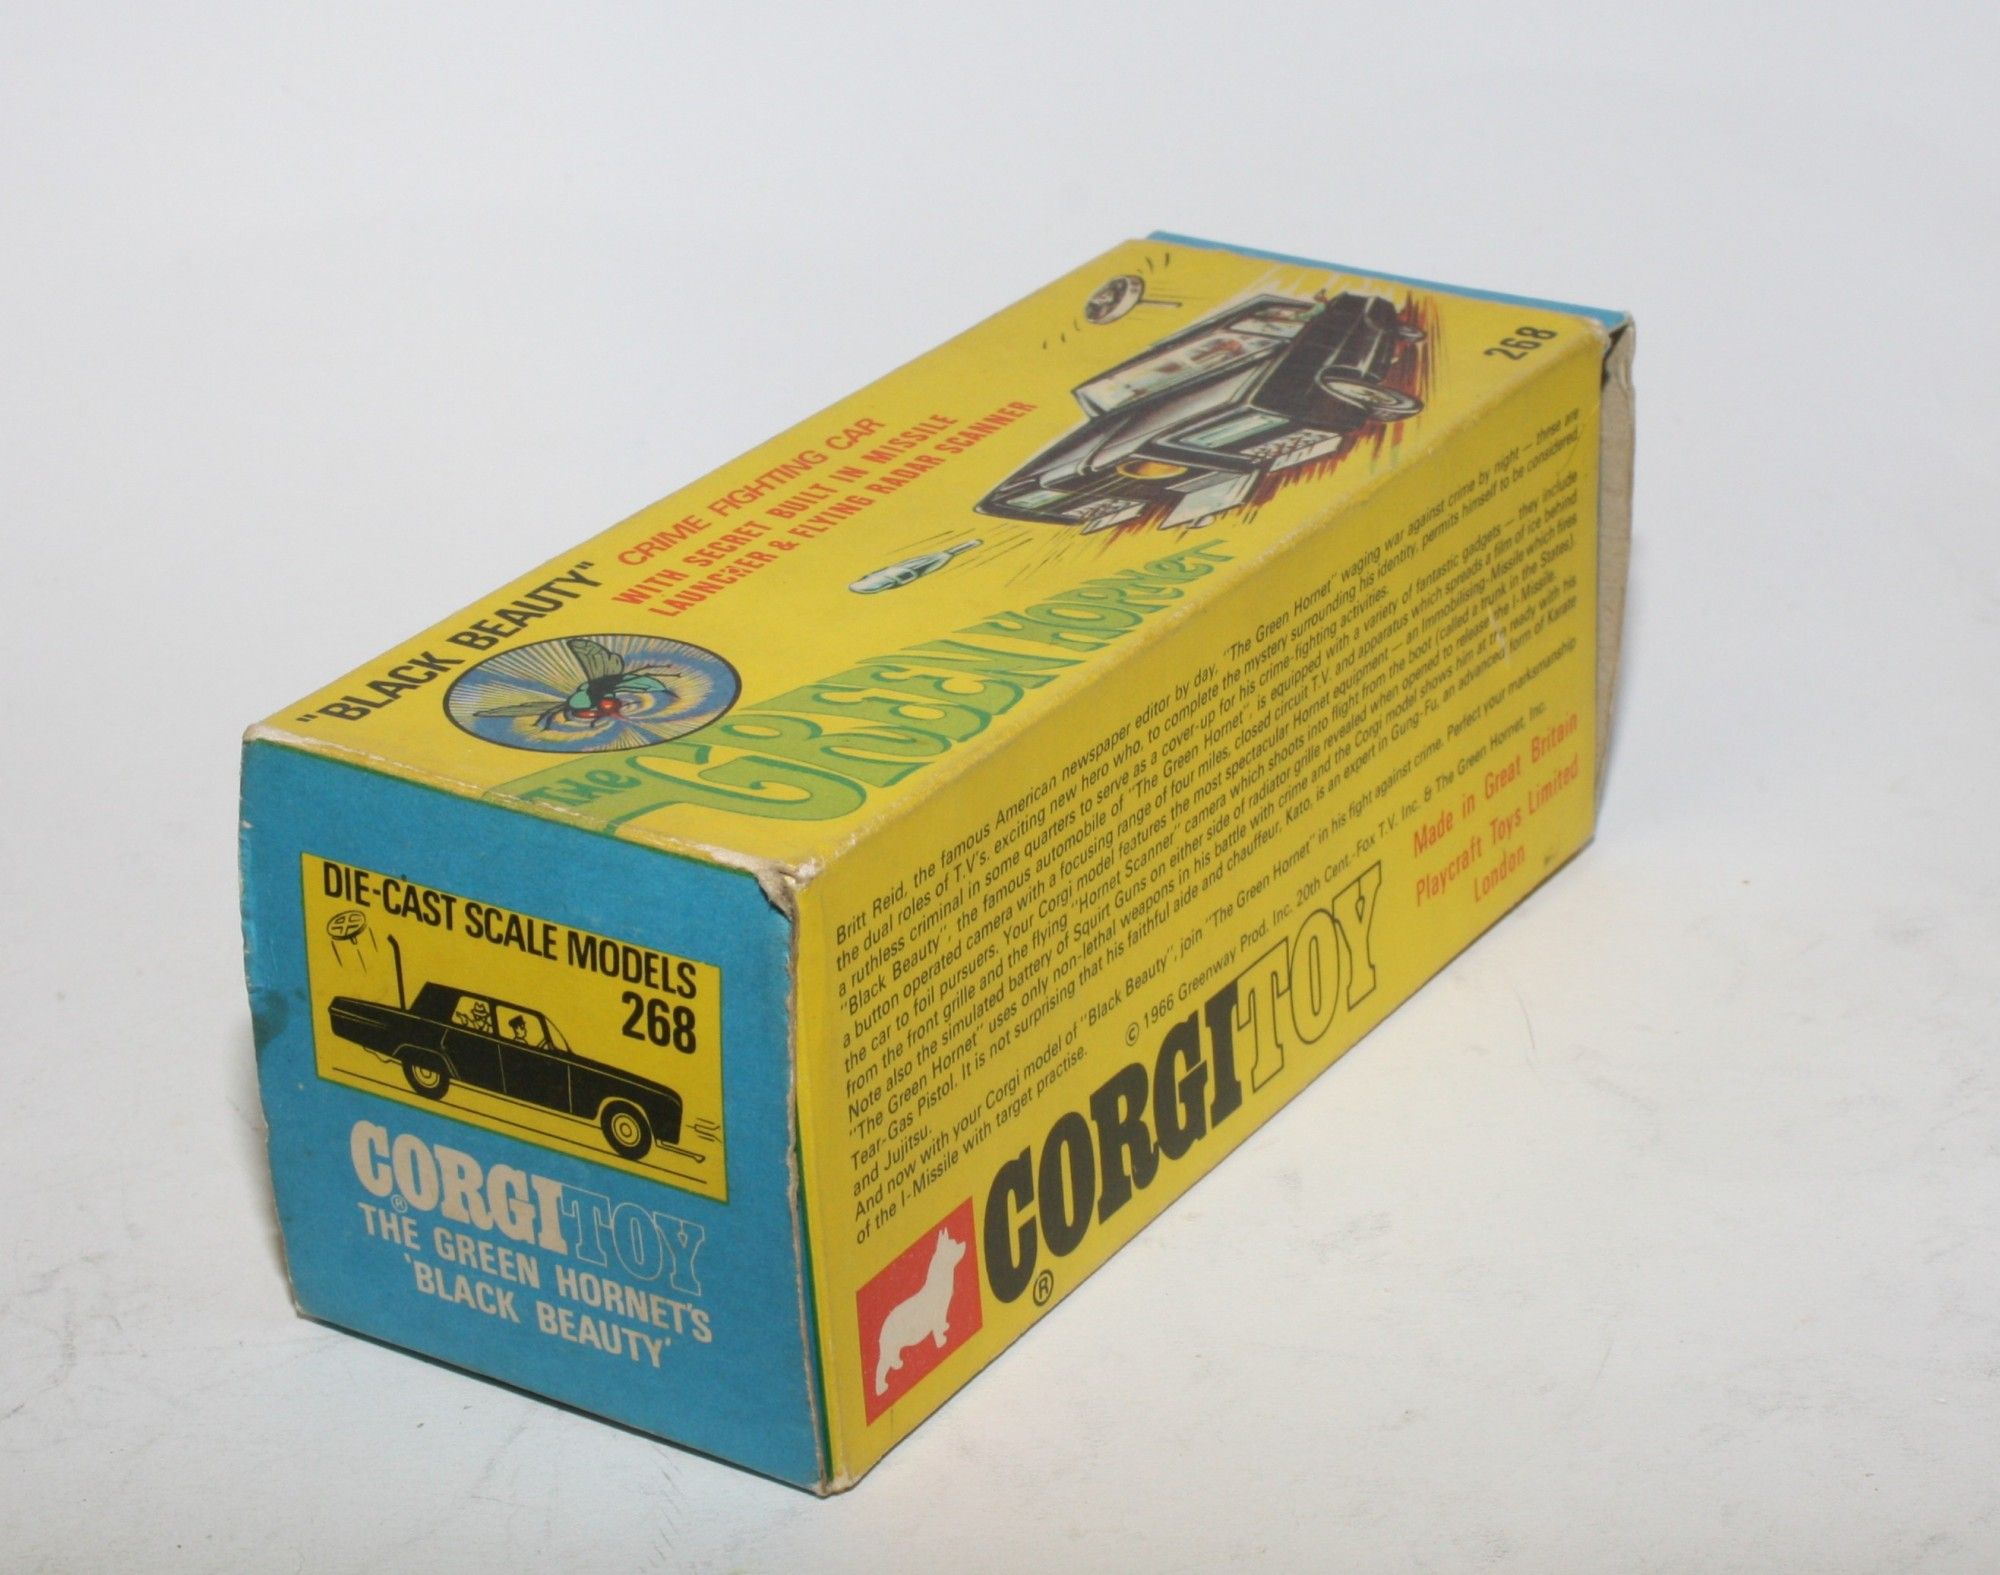 "BLACK BEAUTY"
CRIME FIGHTING CAR
WITH SECRET BUILT IN MISSILE
LAUNCHER & FLYING RADAR SCANNER
268
THE GREEN HORNET
Britt Reid, the famous American newspaper editor by day, "The Green Hornet" waging war against crime by night — these are
the dual roles of T.V's. exciting new hero who, to complete the mystery surrounding his identity, permits himself to be considered,
a ruthless criminal in some quarters to serve as a cover-up for his crime-fighting activities.
"Black Beauty", the famous automobile of "The Green Hornet", is equipped with a variety of fantastic gadgets — they include
a button operated camera with a focusing range of four miles, closed circuit T.V. and apparatus which spreads a film of ice behind
the car to foil pursuers. Your Corgi model features the most spectacular Hornet equipment — an Immobilising-Missile which fires
from the front grille and the flying "Hornet Scanner" camera which shoots into flight from the boot (called a trunk in the States).
Note also the simulated battery of Squirt Guns on either side of radiator grille revealed when opened to release the I-Missile.
"The Green Hornet" uses only non-lethal weapons in his battle with crime and the Corgi model shows him at the ready with his
Tear-Gas Pistol. It is not surprising that his faithful aide and chauffeur, Kato, is an expert in Gung-Fu, an advanced form of Karate
and Jujitsu.
And now with your Corgi model of "Black Beauty", join "The Green Hornet" in his fight against crime. Perfect your marksmanship
of the I-Missile with target practise.
© 1966 Greenway Prod. Inc. 20th Cent.-Fox T.V. Inc. & The Green Hornet, Inc.
CORGI TOY
®
Made in Great Britain
Playcraft Toys Limited
London
DIE-CAST SCALE MODELS
268
CORGI TOY
®
THE GREEN HORNET'S
'BLACK BEAUTY'